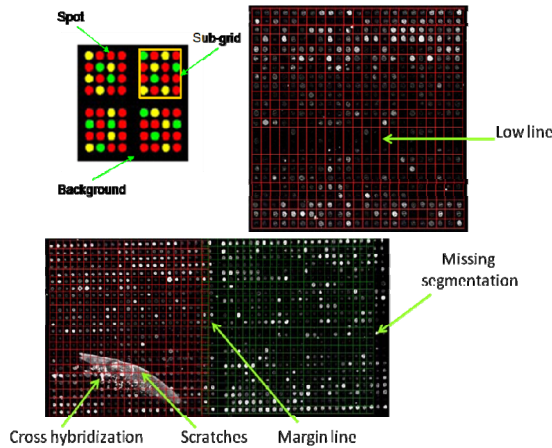 Spot
Sub-grid
Background
Low line
Missing
segmentation
Cross hybridization
Scratches
Margin line